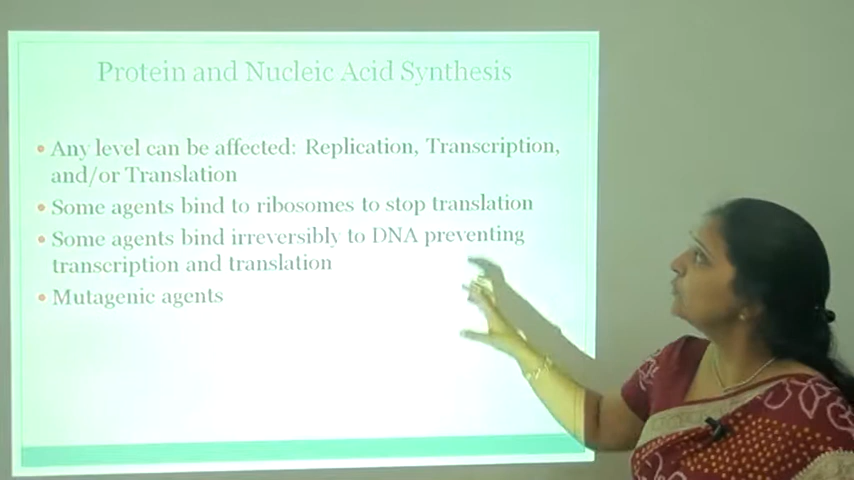 Protein and Nucleic Acid Synthesis
• Any level can be affected: Replication, Transcription,
and/or Translation
• Some agents bind to ribosomes to stop translation
• Some agents bind irreversibly to DNA preventing
transcription and translation
• Mutagenic agents